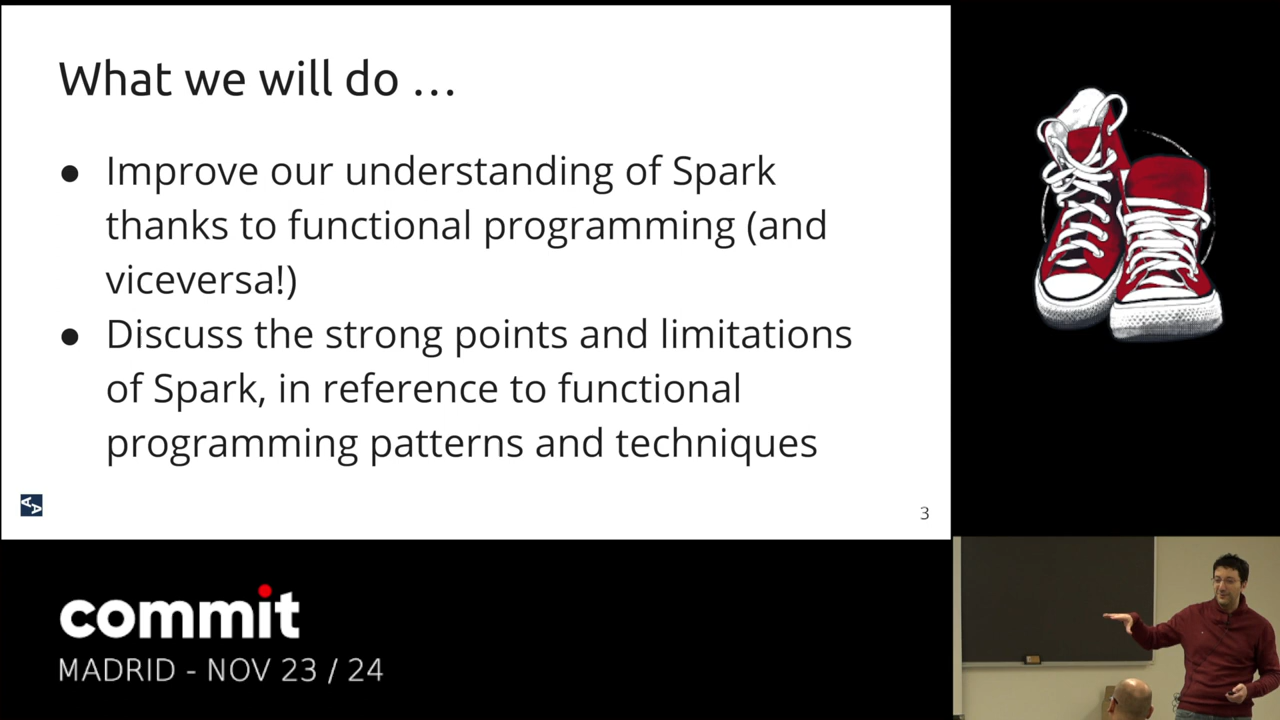 What we will do …
● Improve our understanding of Spark
thanks to functional programming (and
viceversa!)
● Discuss the strong points and limitations
of Spark, in reference to functional
programming patterns and techniques
3
commit
MADRID - NOV 23 / 24